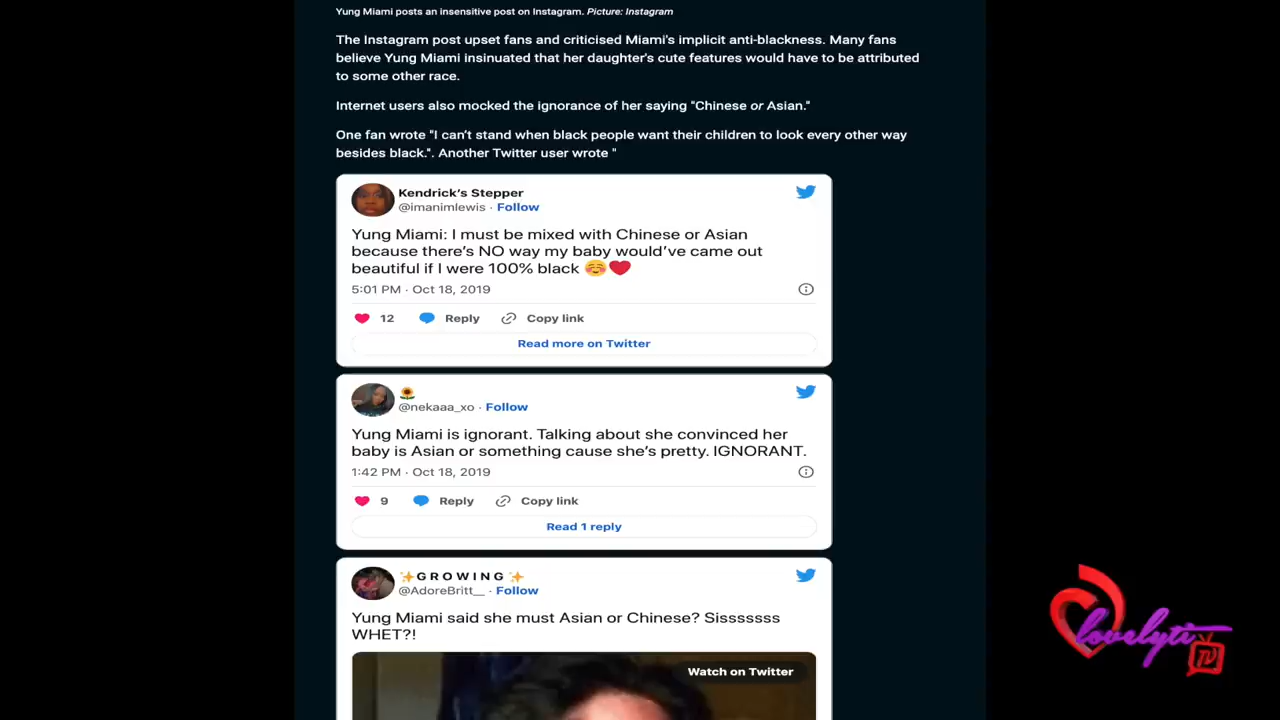 Yung Miami posts an insensitive post on Instagram. Picture: Instagram
The Instagram post upset fans and criticised Miami's implicit anti-blackness. Many fans
believe Yung Miami insinuated that her daughter's cute features would have to be attributed
to some other race.
Internet users also mocked the ignorance of her saying "Chinese or Asian."
One fan wrote "I can't stand when black people want their children to look every other way
besides black.". Another Twitter user wrote "
Kendrick's Stepper
@imanimlewis · Follow
Yung Miami: I must be mixed with Chinese or Asian
because there's NO way my baby would've came out
beautiful if I were 100% black ☺️❤️
5:01 PM · Oct 18, 2019
12 Reply Copy link
Read more on Twitter
🌻
@nekaaa_xo · Follow
Yung Miami is ignorant. Talking about she convinced her
baby is Asian or something cause she's pretty. IGNORANT.
1:42 PM · Oct 18, 2019
9 Reply Copy link
Read 1 reply
✨G R O W I N G ✨
@AdoreBritt__ · Follow
Yung Miami said she must Asian or Chinese? Sisssssss
WHET?!
Watch on Twitter
lovelyti
TV